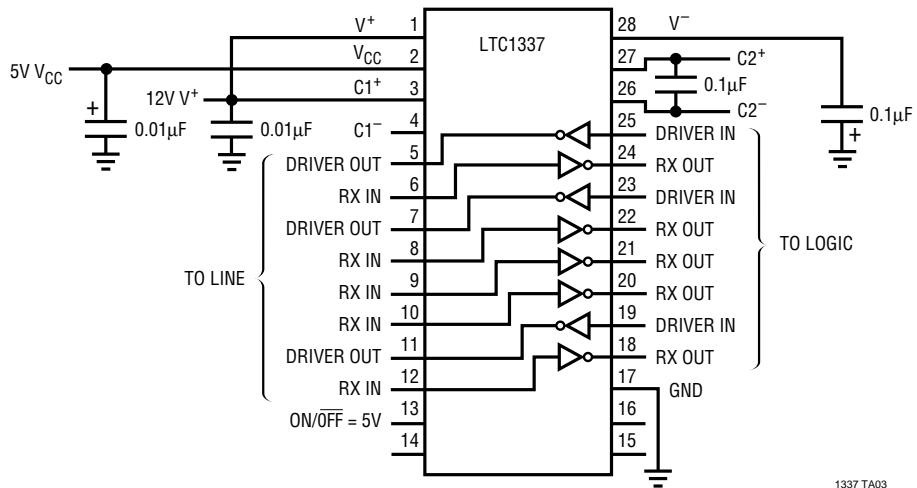 LTC1337
V⁺ 1
28 V⁻
5V V_CC
V_CC 2
27 C2⁺
12V V⁺
C1⁺ 3
0.1µF
26 C2⁻
+ 0.01µF
0.01µF
C1⁻ 4
0.1µF +
25 DRIVER IN
DRIVER OUT 5
24 RX OUT
RX IN 6
23 DRIVER IN
DRIVER OUT 7
22 RX OUT
RX IN 8
21 RX OUT
RX IN 9
20 RX OUT
RX IN 10
19 DRIVER IN
DRIVER OUT 11
18 RX OUT
RX IN 12
17 GND
TO LINE
TO LOGIC
ON/O̅F̅F̅ = 5V 13
16
14
15
1337 TA03